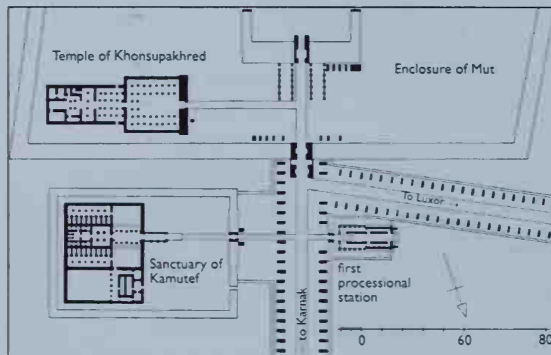 Temple of Khonsupakhred
Enclosure of Mut
To Luxor
Sanctuary of
Kamutef
first
processional
station
to Karnak
0 60 80